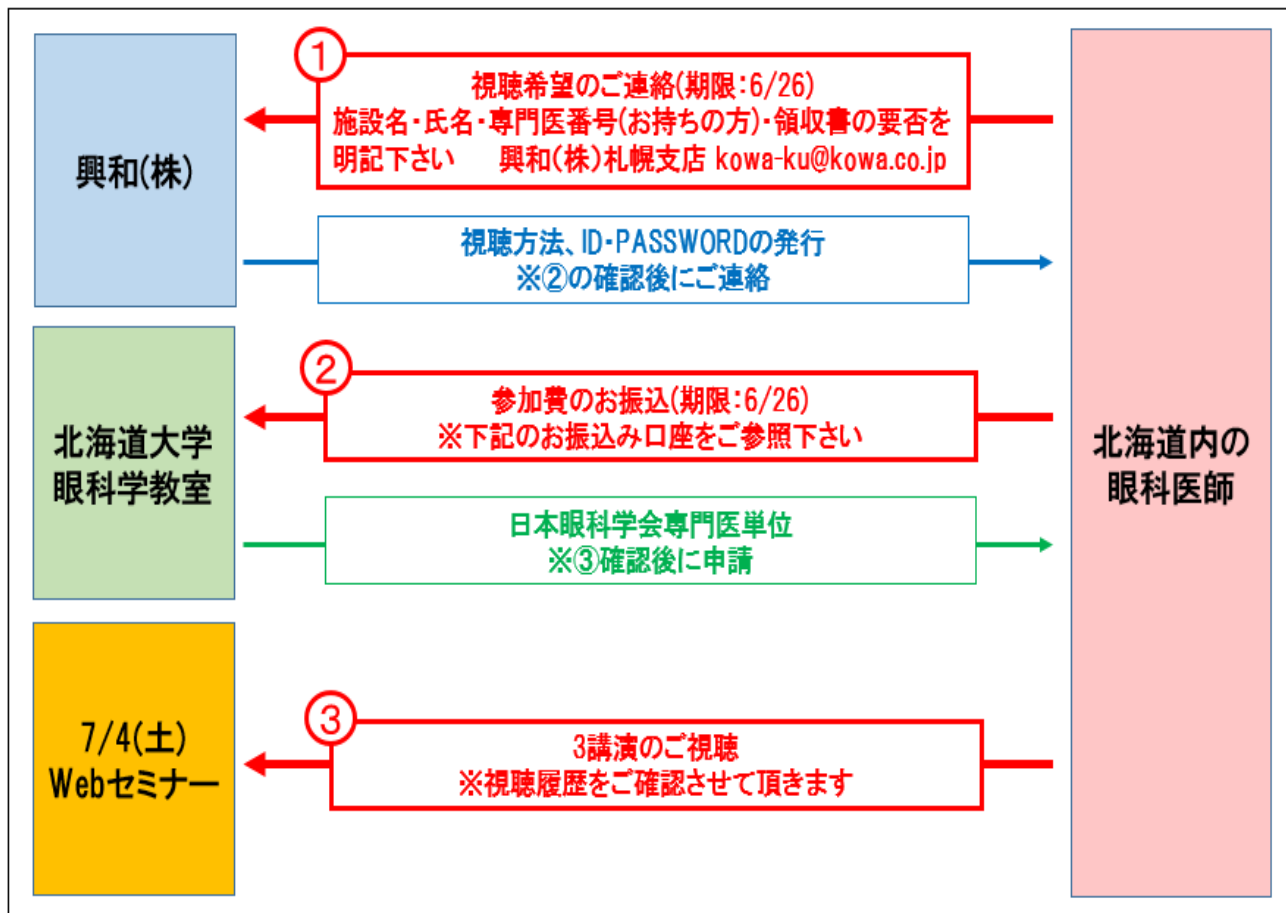 興和(株)
①
視聴希望のご連絡(期限:6/26)
施設名・氏名・専門医番号(お持ちの方)・領収書の要否を
明記下さい　　興和(株)札幌支店 kowa-ku@kowa.co.jp
視聴方法、ID・PASSWORDの発行
※②の確認後にご連絡
北海道大学
眼科学教室
②
参加費のお振込(期限:6/26)
※下記のお振込み口座をご参照下さい
日本眼科学会専門医単位
※③確認後に申請
7/4(土)
Webセミナー
③
3講演のご視聴
※視聴履歴をご確認させて頂きます
北海道内の
眼科医師